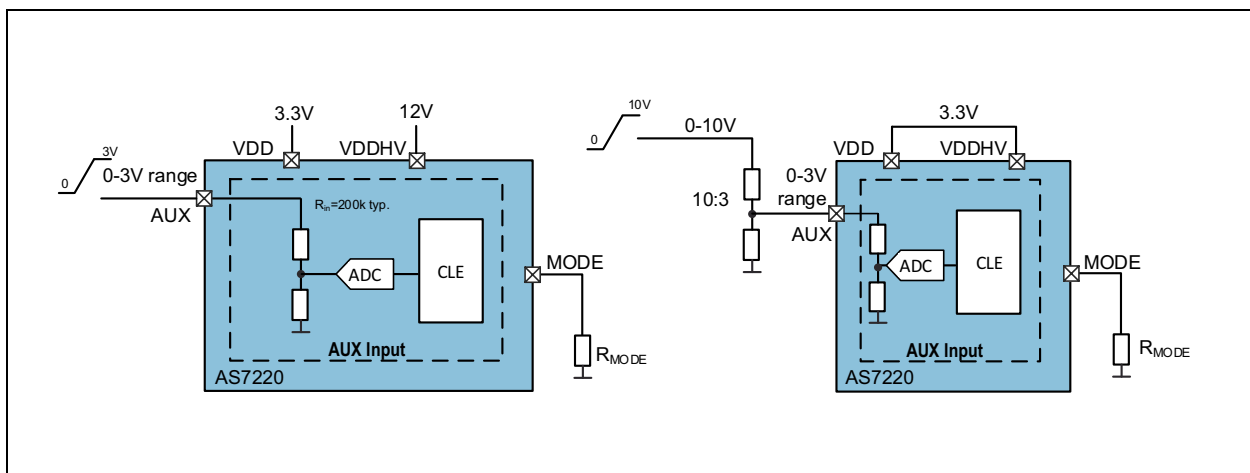 3.3V
12V
VDD
VDDHV
3V
0
0-3V range
AUX
Rin=200k typ.
ADC
CLE
MODE
AUX Input
RMODE
AS7220
10V
0
0-10V
3.3V
VDD
VDDHV
10:3
0-3V
range
AUX
ADC
CLE
MODE
AUX Input
RMODE
AS7220